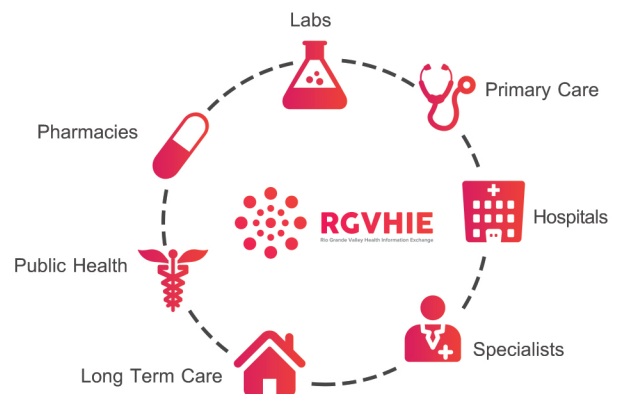 Labs
Primary Care
Pharmacies
RGVHIE
Rio Grande Valley Health Information Exchange
Hospitals
Public Health
Specialists
Long Term Care